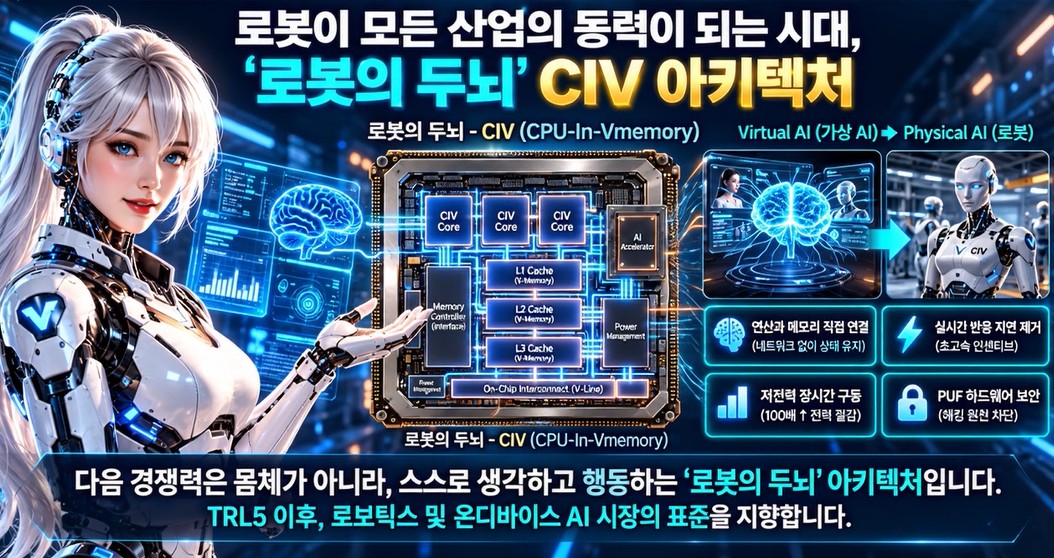 로봇이 모든 산업의 동력이 되는 시대,
‘로봇의 두뇌’ CIV 아키텍처
로봇의 두뇌 - CIV (CPU-In-Vmemory)
Virtual AI (가상 AI) ➡ Physical AI (로봇)
CIV Core
CIV Core
CIV Core
AI Accelerator
L1 Cache
(V-Memory)
Memory Controller
(Interface)
L2 Cache
(V-Memory)
Power Management
L3 Cache
(V-Memory)
Management
On-Chip Interconnect (V-Line)
V
V CIV
연산과 메모리 직접 연결
(네트워크 없이 상태 유지)
실시간 반응 지연 제거
(초고속 인센티브)
저전력 장시간 구동
(100배 ↑ 전력 절감)
PUF 하드웨어 보안
(해킹 원천 차단)
로봇의 두뇌 - CIV (CPU-In-Vmemory)
다음 경쟁력은 몸체가 아니라, 스스로 생각하고 행동하는 ‘로봇의 두뇌’ 아키텍처입니다.
TRL5 이후, 로보틱스 및 온디바이스 AI 시장의 표준을 지향합니다.